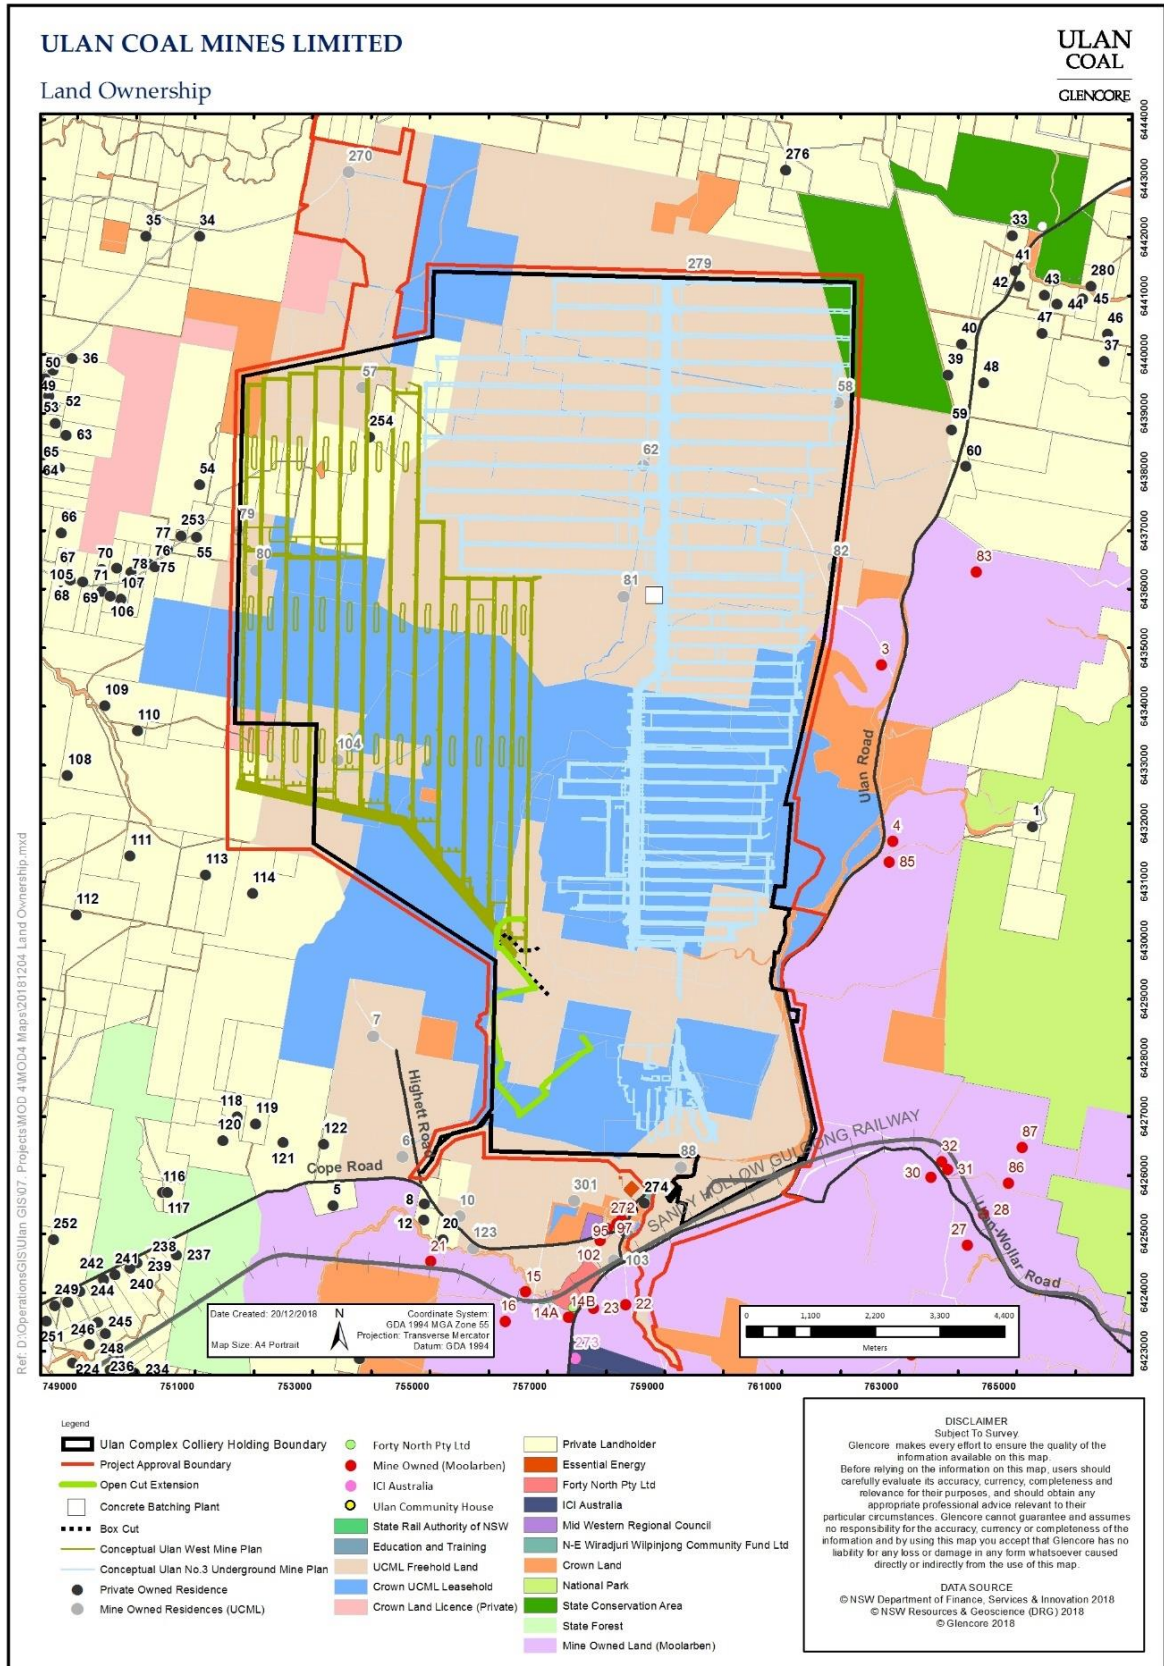 ULAN COAL MINES LIMITED
Land Ownership
ULAN
COAL
GLENCORE
6444000
6443000
6442000
6441000
6440000
6439000
6438000
6437000
6436000
6435000
6434000
6433000
6432000
6431000
6430000
6429000
6428000
6427000
6426000
6425000
6424000
6423000
270
276
35
34
33
279
41
42
43
280
44
45
47
46
40
37
39
48
36
50
49
57
58
52
53
254
59
63
62
65
64
60
54
66
79
253
77
55
76
80
82
83
67
70
78
75
105
71
107
81
68
69
106
3
109
110
104
108
Ulan Road
1
4
85
111
113
114
112
7
Highett Road
118
119
120
122
121
6
Cope Road
88
SANDY HOLLOW GULGONG RAILWAY
87
32
30
31
86
116
117
5
8
10
301
274
272
12
20
95
97
28
252
123
27
Ulan-Wollar Road
238
237
241
21
102
103
242
239
240
15
249
244
16
14A
14B
23
22
251
245
246
248
273
224
236
234
Date Created: 20/12/2018
Map Size: A4 Portrait
N
Coordinate System:
GDA 1994 MGA Zone 55
Projection: Transverse Mercator
Datum: GDA 1994
0 1,100 2,200 3,300 4,400
Meters
749000 751000 753000 755000 757000 759000 761000 763000 765000
Ref: D:\OperationsGIS\Ulan GIS\07. Projects\MOD 4\MOD4 Maps\20181204 Land Ownership.mxd
Legend
Ulan Complex Colliery Holding Boundary
Project Approval Boundary
Open Cut Extension
Concrete Batching Plant
Box Cut
Conceptual Ulan West Mine Plan
Conceptual Ulan No.3 Underground Mine Plan
Private Owned Residence
Mine Owned Residences (UCML)
Forty North Pty Ltd
Mine Owned (Moolarben)
ICI Australia
Ulan Community House
State Rail Authority of NSW
Education and Training
UCML Freehold Land
Crown UCML Leasehold
Crown Land Licence (Private)
Private Landholder
Essential Energy
Forty North Pty Ltd
ICI Australia
Mid Western Regional Council
N-E Wiradjuri Wilpinjong Community Fund Ltd
Crown Land
National Park
State Conservation Area
State Forest
Mine Owned Land (Moolarben)
DISCLAIMER
Subject To Survey.
Glencore makes every effort to ensure the quality of the
information available on this map.
Before relying on the information on this map, users should
carefully evaluate its accuracy, currency, completeness and
relevance for their purposes, and should obtain any
appropriate professional advice relevant to their
particular circumstances. Glencore cannot guarantee and assumes
no responsibility for the accuracy, currency or completeness of the
information and by using this map you accept that Glencore has no
liability for any loss or damage in any form whatsoever caused
directly or indirectly from the use of this map.
DATA SOURCE
© NSW Department of Finance, Services & Innovation 2018
© NSW Resources & Geoscience (DRG) 2018
© Glencore 2018